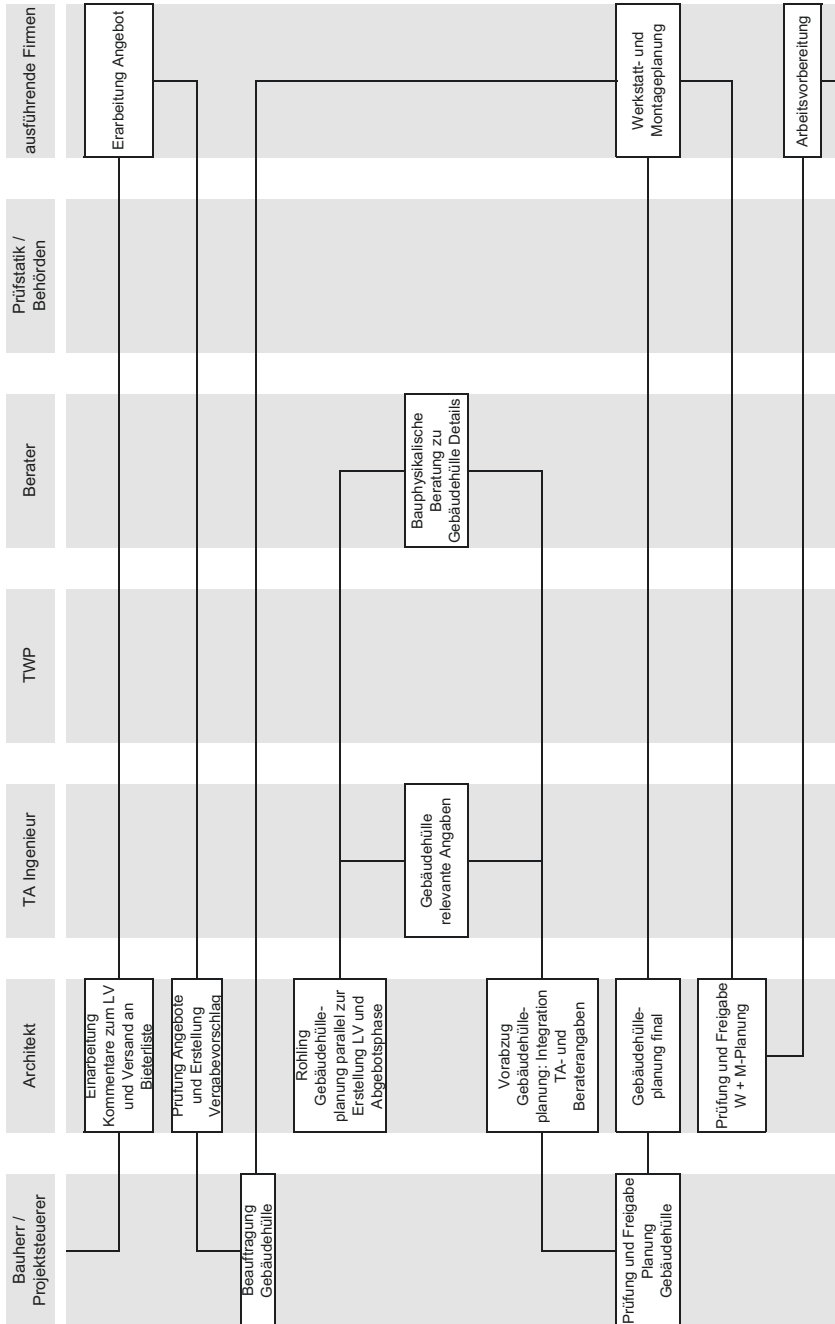 Bauherr /
Projektsteuerer
Architekt
TA Ingenieur
TWP
Berater
Prüfstatik /
Behörden
ausführende Firmen
Einarbeitung
Kommentare zum LV
und Versand an
Bieterliste
Erarbeitung Angebot
Prüfung Angebote
und Erstellung
Vergabevorschlag
Beauftragung
Gebäudehülle
Rohling
Gebäudehülle-
planung parallel zur
Erstellung LV und
Abgebotsphase
Gebäudehülle
relevante Angaben
Bauphysikalische
Beratung zu
Gebäudehülle Details
Vorabzug
Gebäudehülle-
planung: Integration
TA- und
Beraterangaben
Prüfung und Freigabe
Planung
Gebäudehülle
Gebäudehülle-
planung final
Werkstatt- und
Montageplanung
Prüfung und Freigabe
W + M-Planung
Arbeitsvorbereitung